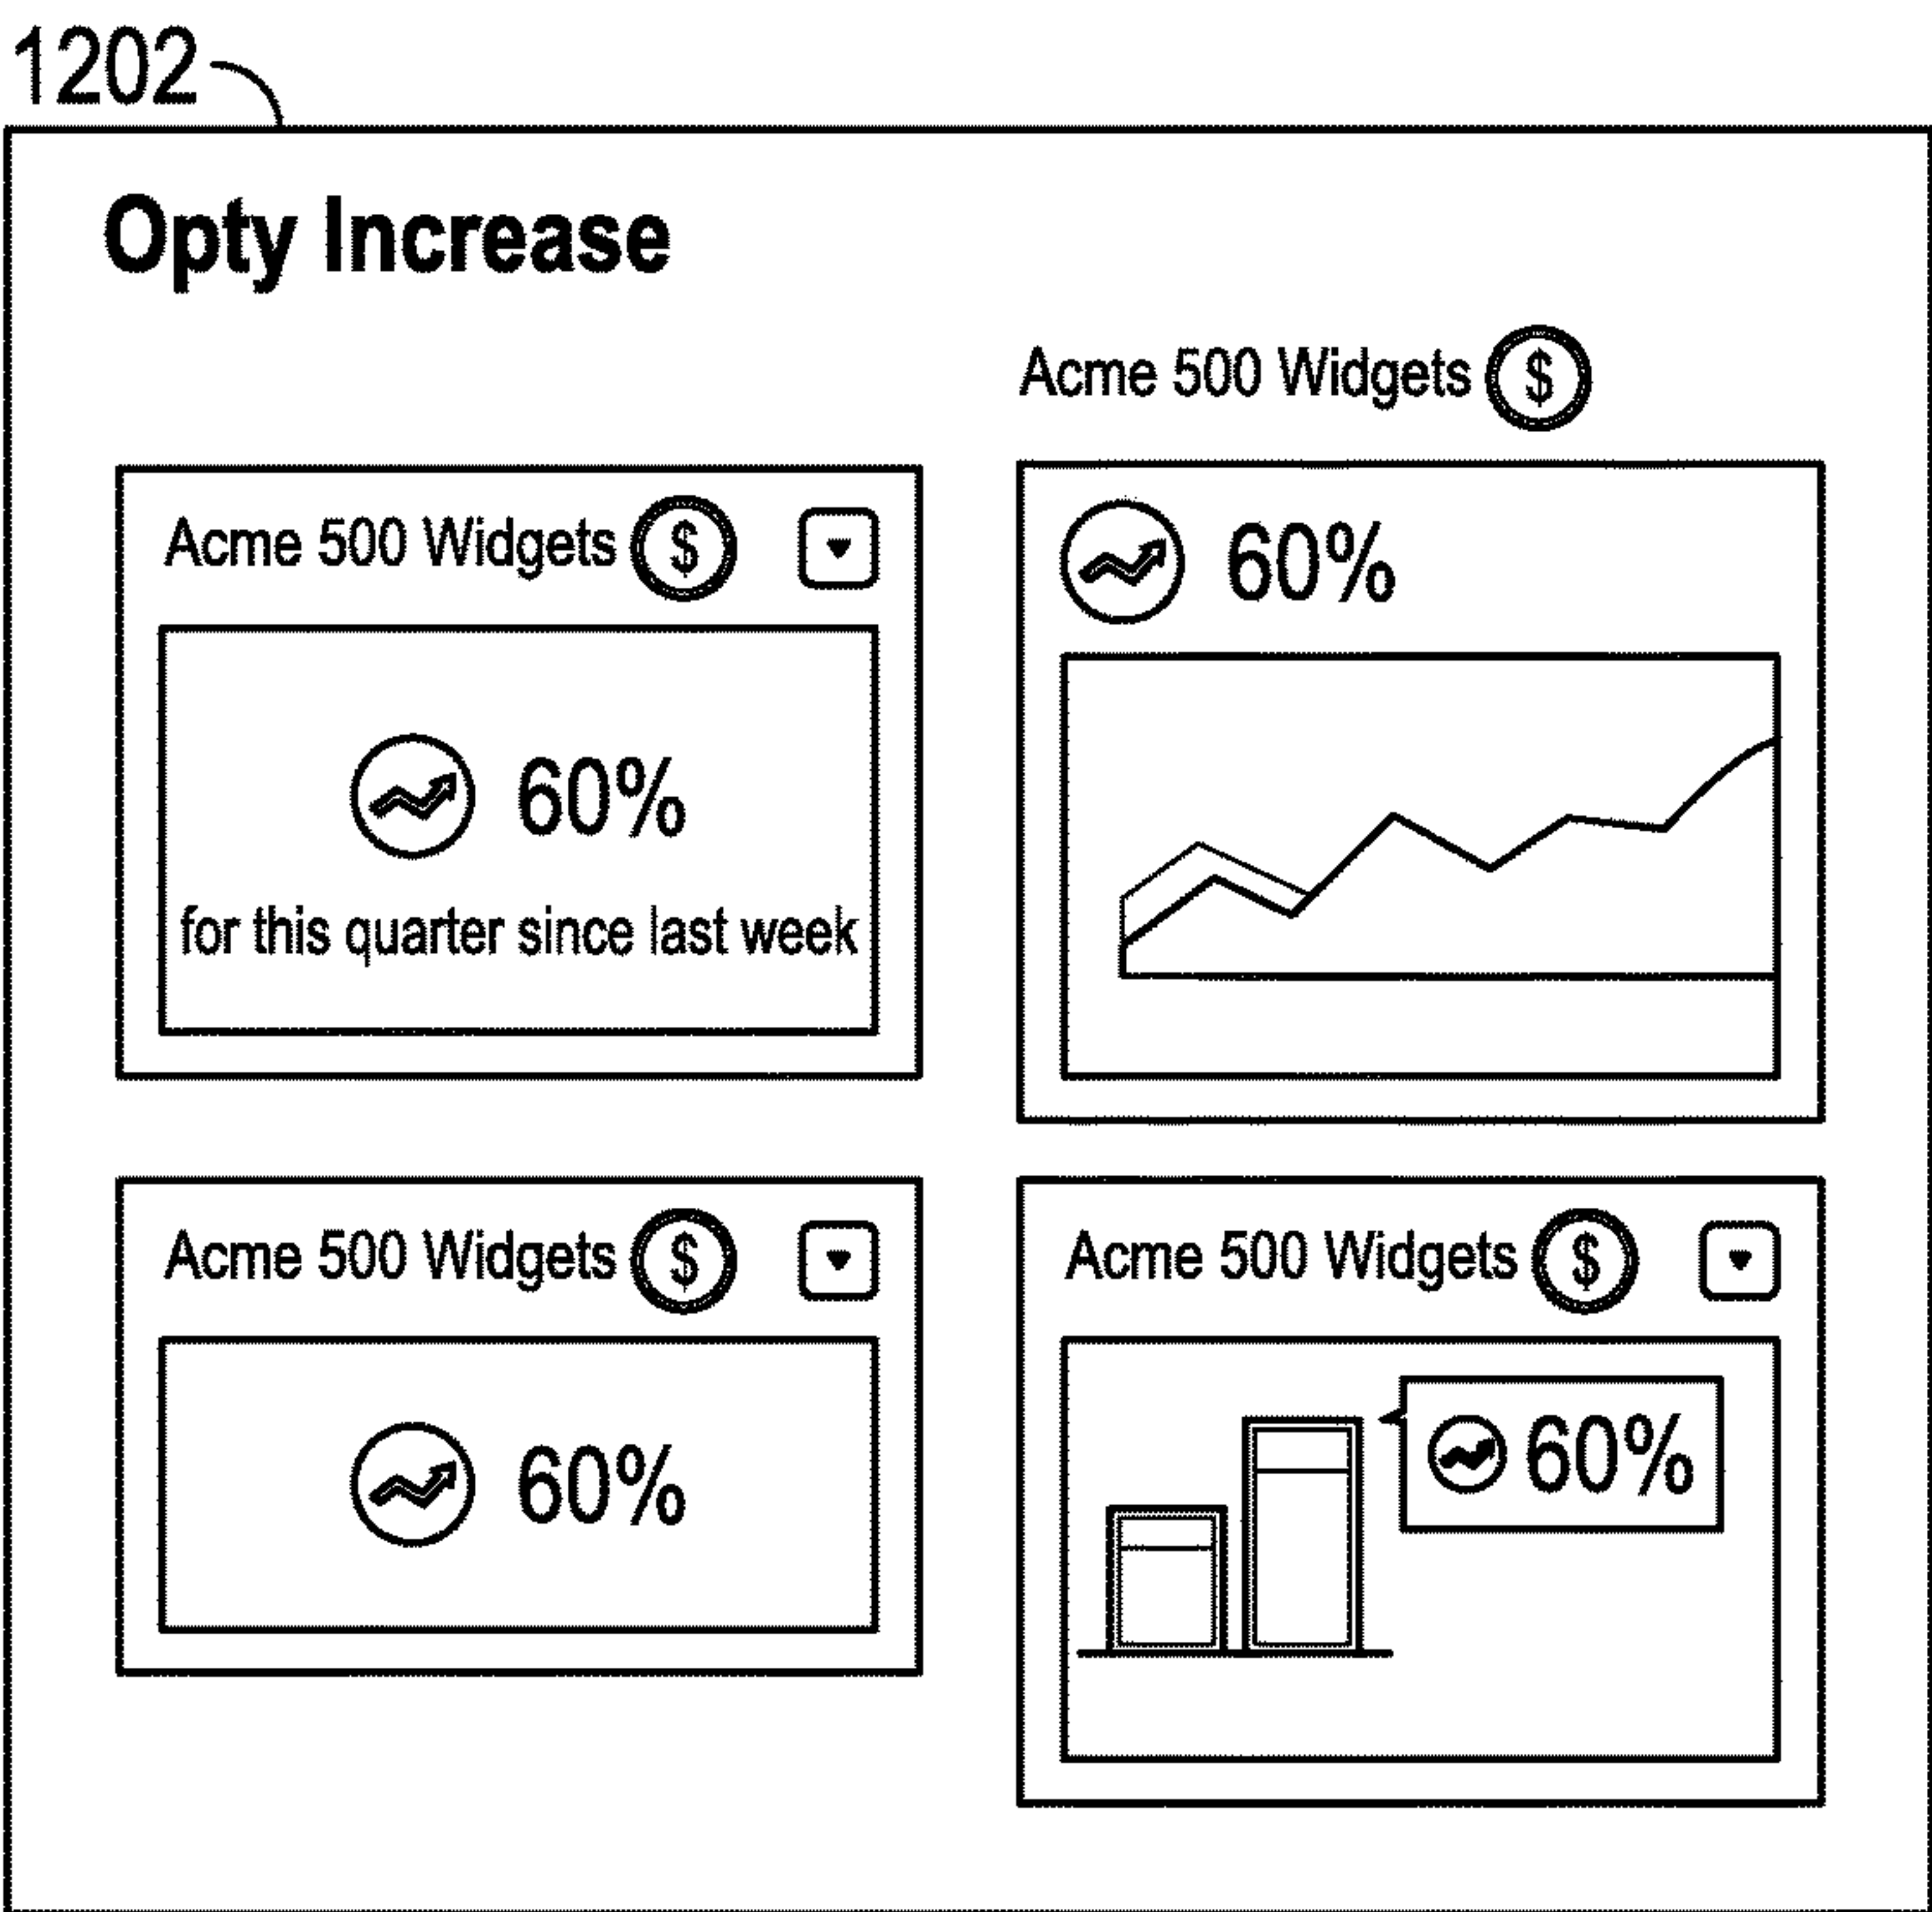 1202
Opty Increase
Acme 500 Widgets $
60%
for this quarter since last week
Acme 500 Widgets $
60%
Acme 500 Widgets $
60%
Acme 500 Widgets $
60%